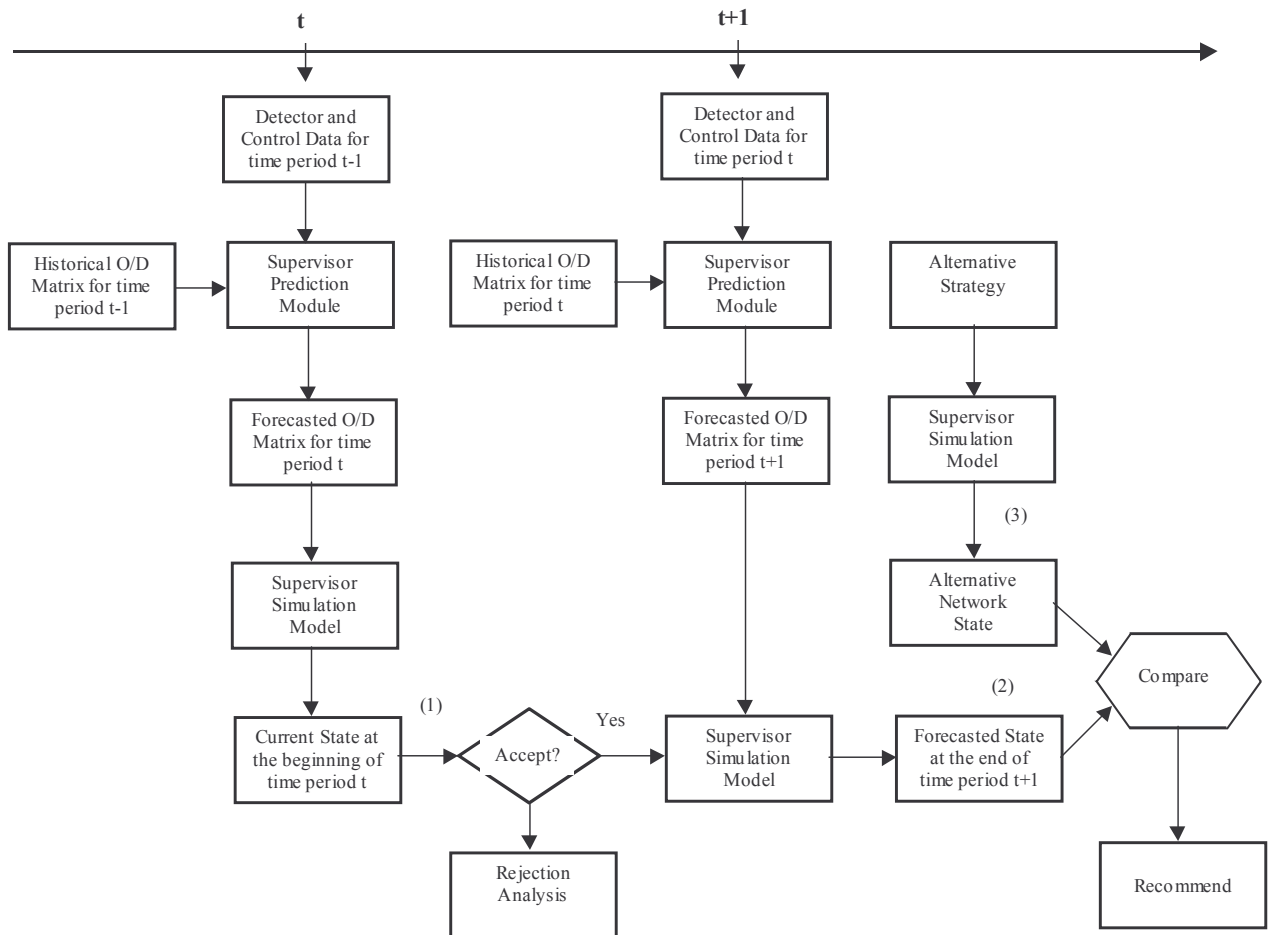 t
t+1
Detector and
Control Data for
time period t-1
Detector and
Control Data for
time period t
Historical O/D
Matrix for time
period t-1
Supervisor
Prediction
Module
Historical O/D
Matrix for time
period t
Supervisor
Prediction
Module
Alternative
Strategy
Forecasted O/D
Matrix for time
period t
Forecasted O/D
Matrix for time
period t+1
Supervisor
Simulation
Model
(3)
Supervisor
Simulation
Model
Alternative
Network
State
Compare
(1)
(2)
Yes
Current State at
the beginning of
time period t
Accept?
Supervisor
Simulation
Model
Forecasted State
at the end of
time period t+1
Rejection
Analysis
Recommend